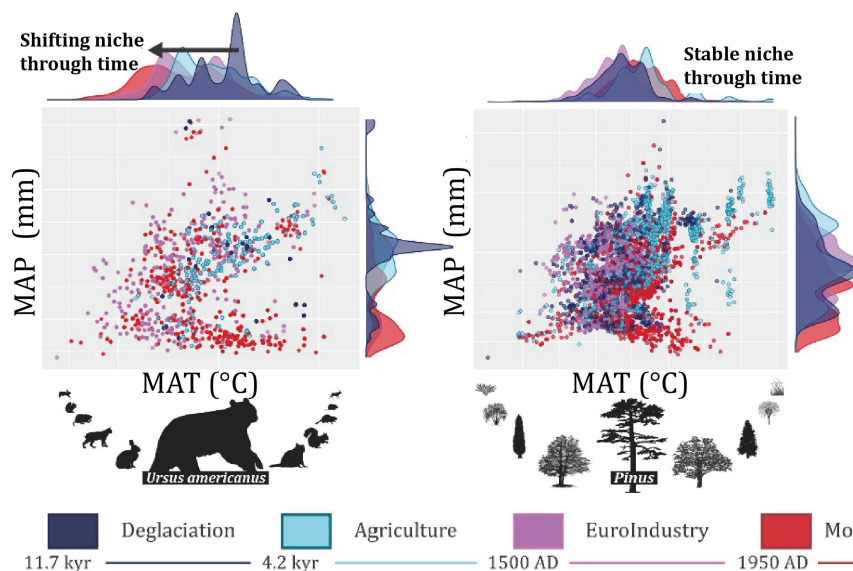 Shifting niche
through time
Stable niche
through time
MAP (mm)
MAT (°C)
MAP (mm)
MAT (°C)
Ursus americanus
Pinus
Deglaciation
Agriculture
EuroIndustry
Mo
11.7 kyr
4.2 kyr
1500 AD
1950 AD